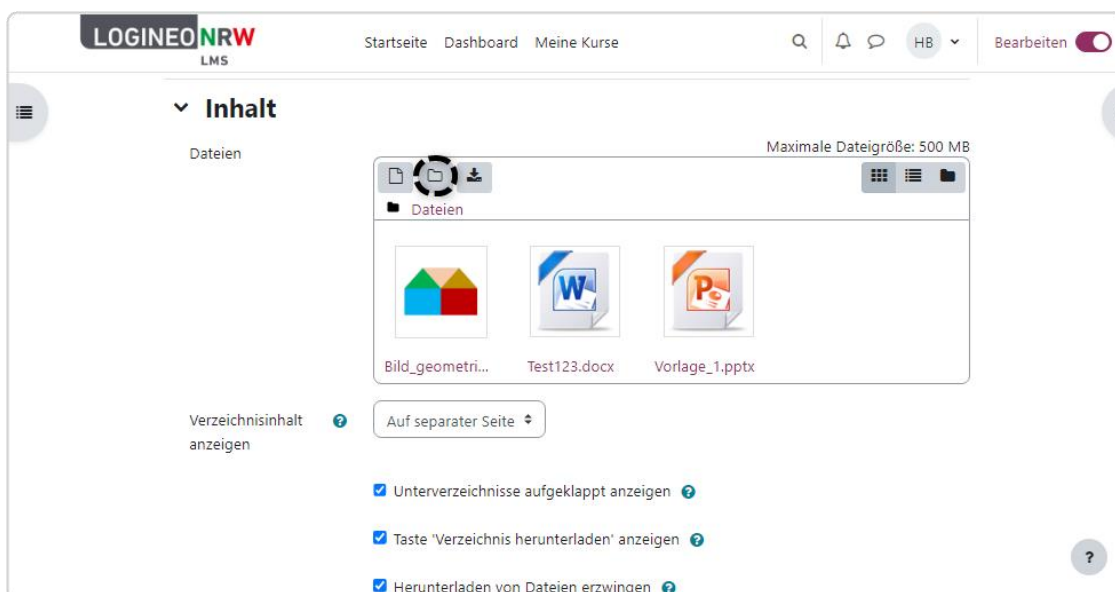 LOGINEO NRW
LMS
Startseite Dashboard Meine Kurse
HB
Bearbeiten
Inhalt
Dateien
Maximale Dateigröße: 500 MB
Dateien
W
P
Bild_geometri...
Test123.docx
Vorlage_1.pptx
Verzeichnisinhalt
anzeigen
?
Auf separater Seite
Unterverzeichnisse aufgeklappt anzeigen ?
Taste 'Verzeichnis herunterladen' anzeigen ?
?
Herunterladen von Dateien erzwingen ?